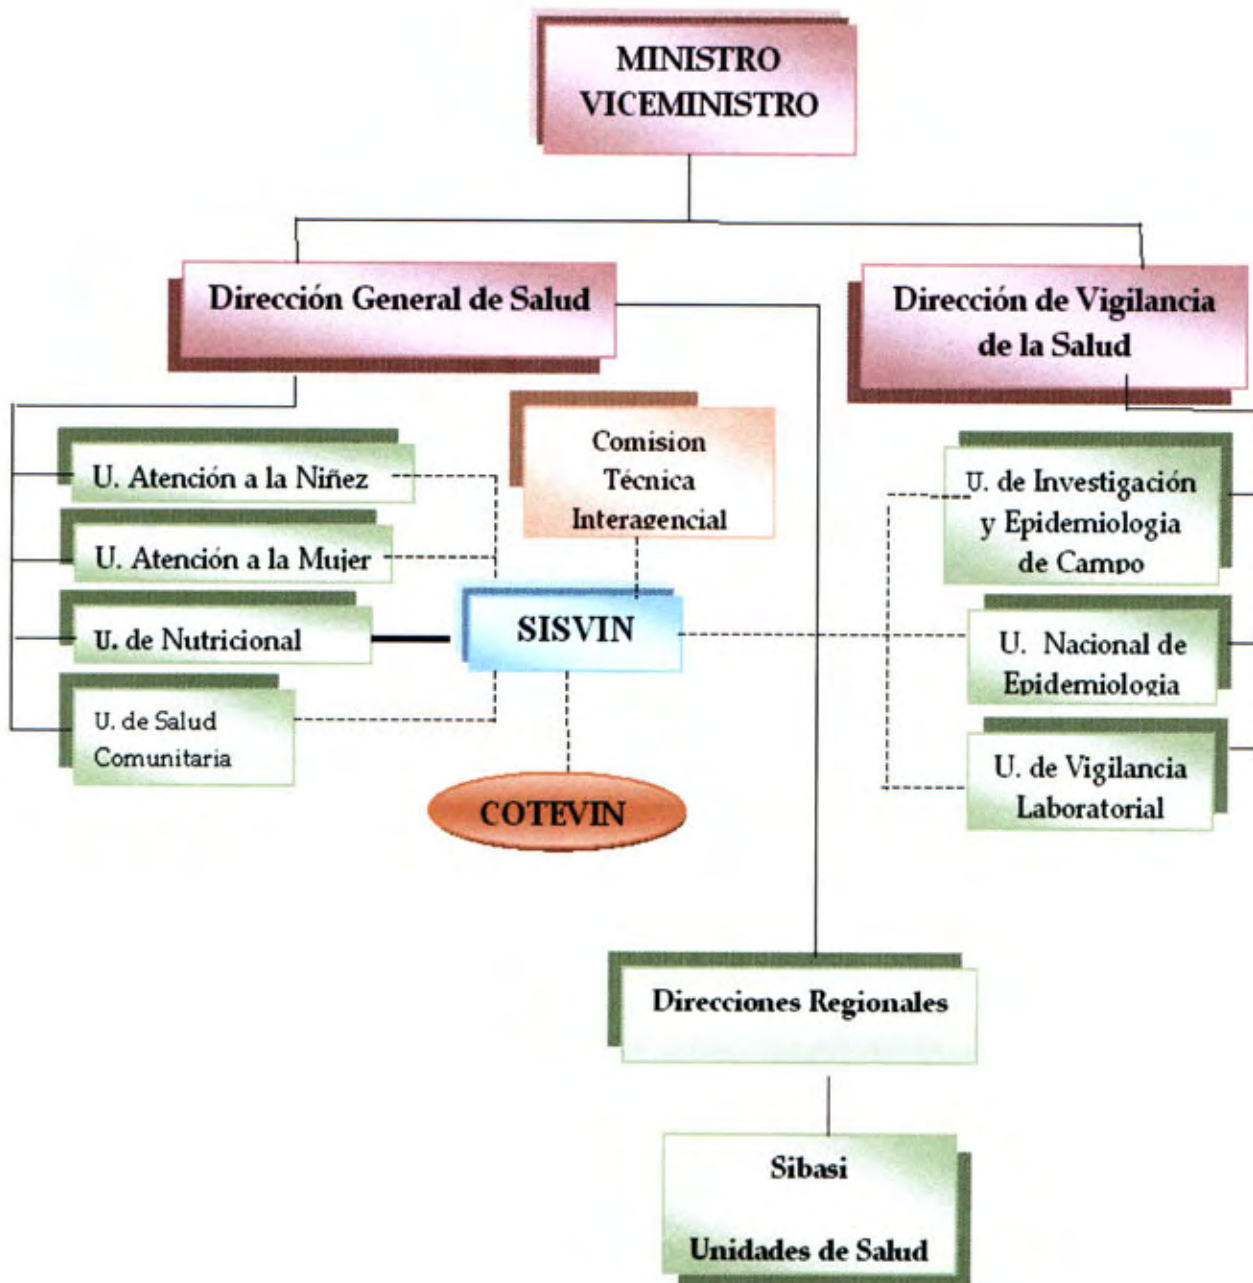 MINISTRO
VICEMINISTRO
Dirección General de Salud
Dirección de Vigilancia
de la Salud
Comision
Técnica
Interagencial
U. Atención a la Niñez
U. Atención a la Mujer
U. de Nutricional
U. de Salud
Comunitaria
SISVIN
COTEVIN
U. de Investigación
y Epidemiologia
de Campo
U. Nacional de
Epidemiologia
U. de Vigilancia
Laboratorial
Direcciones Regionales
Sibasi
Unidades de Salud